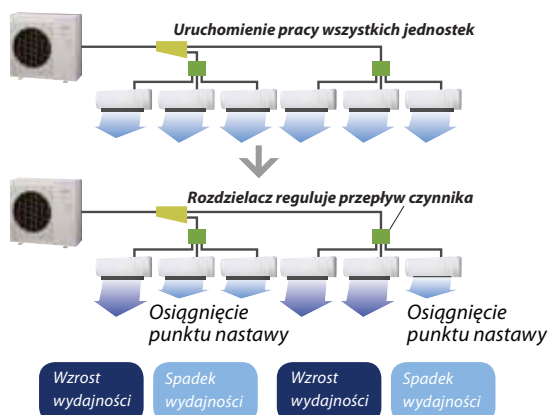 Uruchomienie pracy wszystkich jednostek
Rozdzielacz reguluje przepływ czynnika
Osiągnięcie
punktu nastawy
Osiągnięcie
punktu nastawy
Wzrost
wydajności
Spadek
wydajności
Wzrost
wydajności
Spadek
wydajności